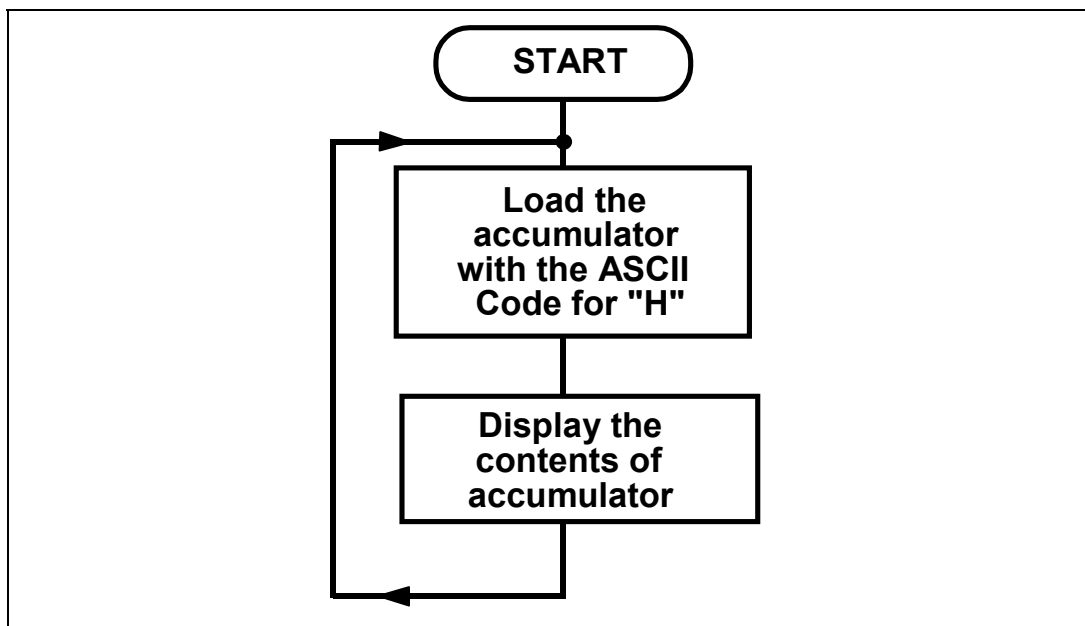 START
Load the
accumulator
with the ASCII
Code for "H"
Display the
contents of
accumulator